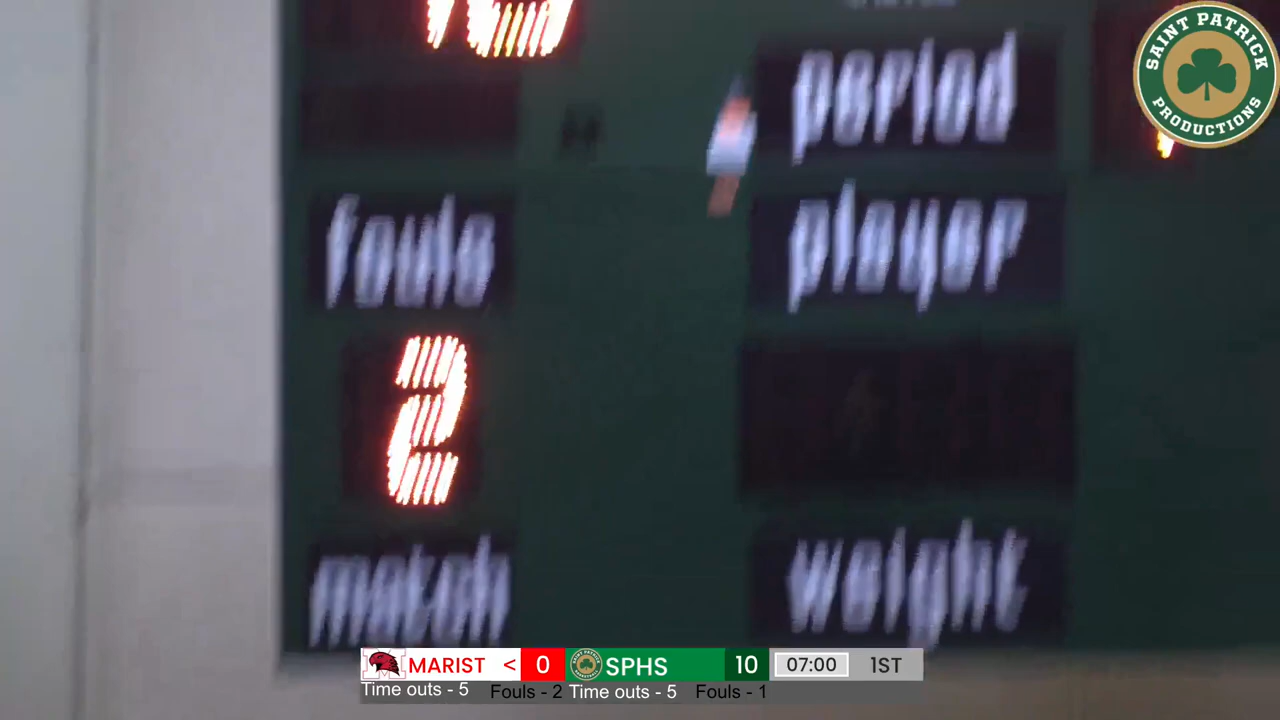 SAINT PATRICK
PRODUCTIONS
period
fouls
player
2
match
weight
MARIST < 0 SPHS 10 07:00 1ST
Time outs - 5 Fouls - 2 Time outs - 5 Fouls - 1